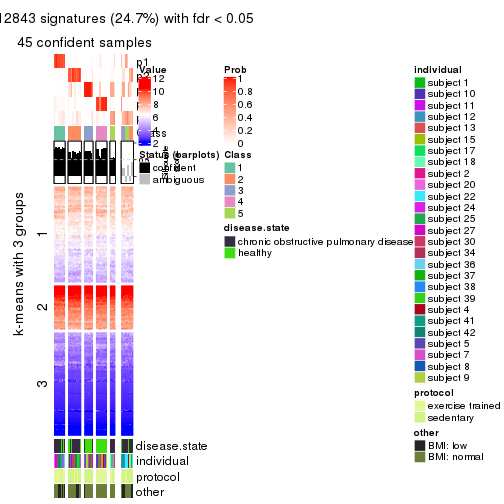 12843 signatures (24.7%) with fdr < 0.05
45 confident samples
p1
p2
Value
12
10
8
6
4
2
Prob
1
0.8
0.6
0.4
0.2
0
Status (barplots)
confident
ambiguous
Class
1
2
3
4
5
disease.state
chronic obstructive pulmonary disease
healthy
individual
subject 1
subject 10
subject 11
subject 12
subject 13
subject 15
subject 17
subject 18
subject 2
subject 20
subject 22
subject 24
subject 25
subject 27
subject 30
subject 34
subject 36
subject 37
subject 38
subject 39
subject 4
subject 41
subject 42
subject 5
subject 7
subject 8
subject 9
protocol
exercise trained
sedentary
other
BMI: low
BMI: normal
k-means with 3 groups
1
2
3
disease.state
individual
protocol
other